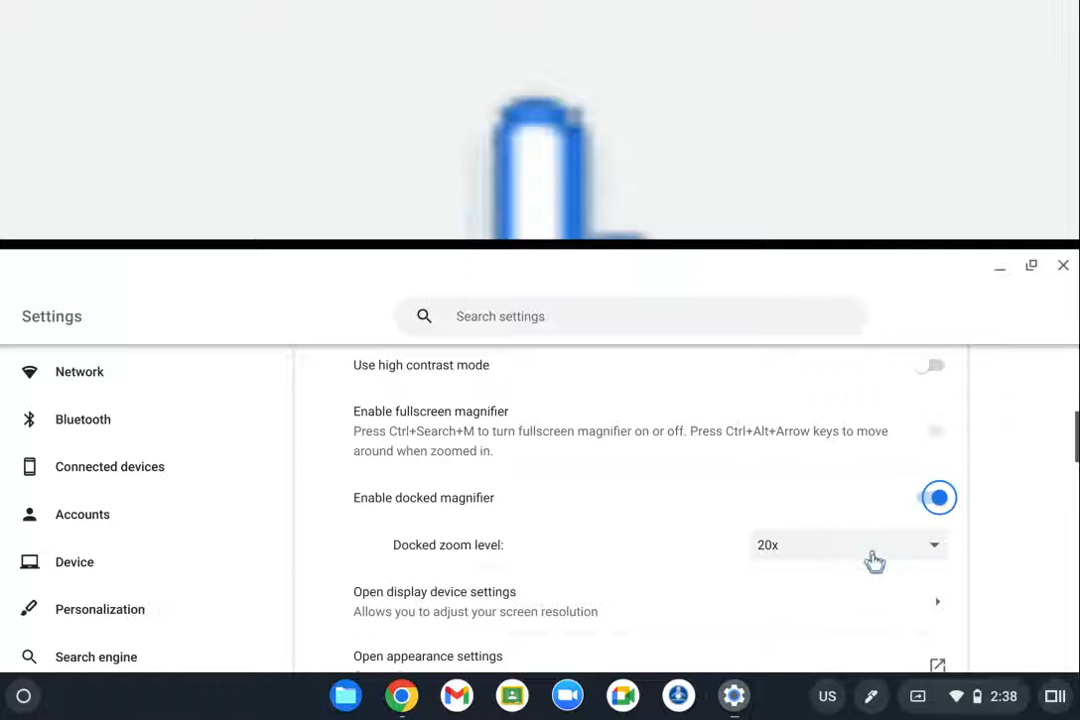 Settings
Search settings
Network
Bluetooth
Connected devices
Accounts
Device
Personalization
Search engine
Use high contrast mode
Enable fullscreen magnifier
Press Ctrl+Search+M to turn fullscreen magnifier on or off. Press Ctrl+Alt+Arrow keys to move
around when zoomed in.
Enable docked magnifier
Docked zoom level:
20x
Open display device settings
Allows you to adjust your screen resolution
Open appearance settings
US
2:38